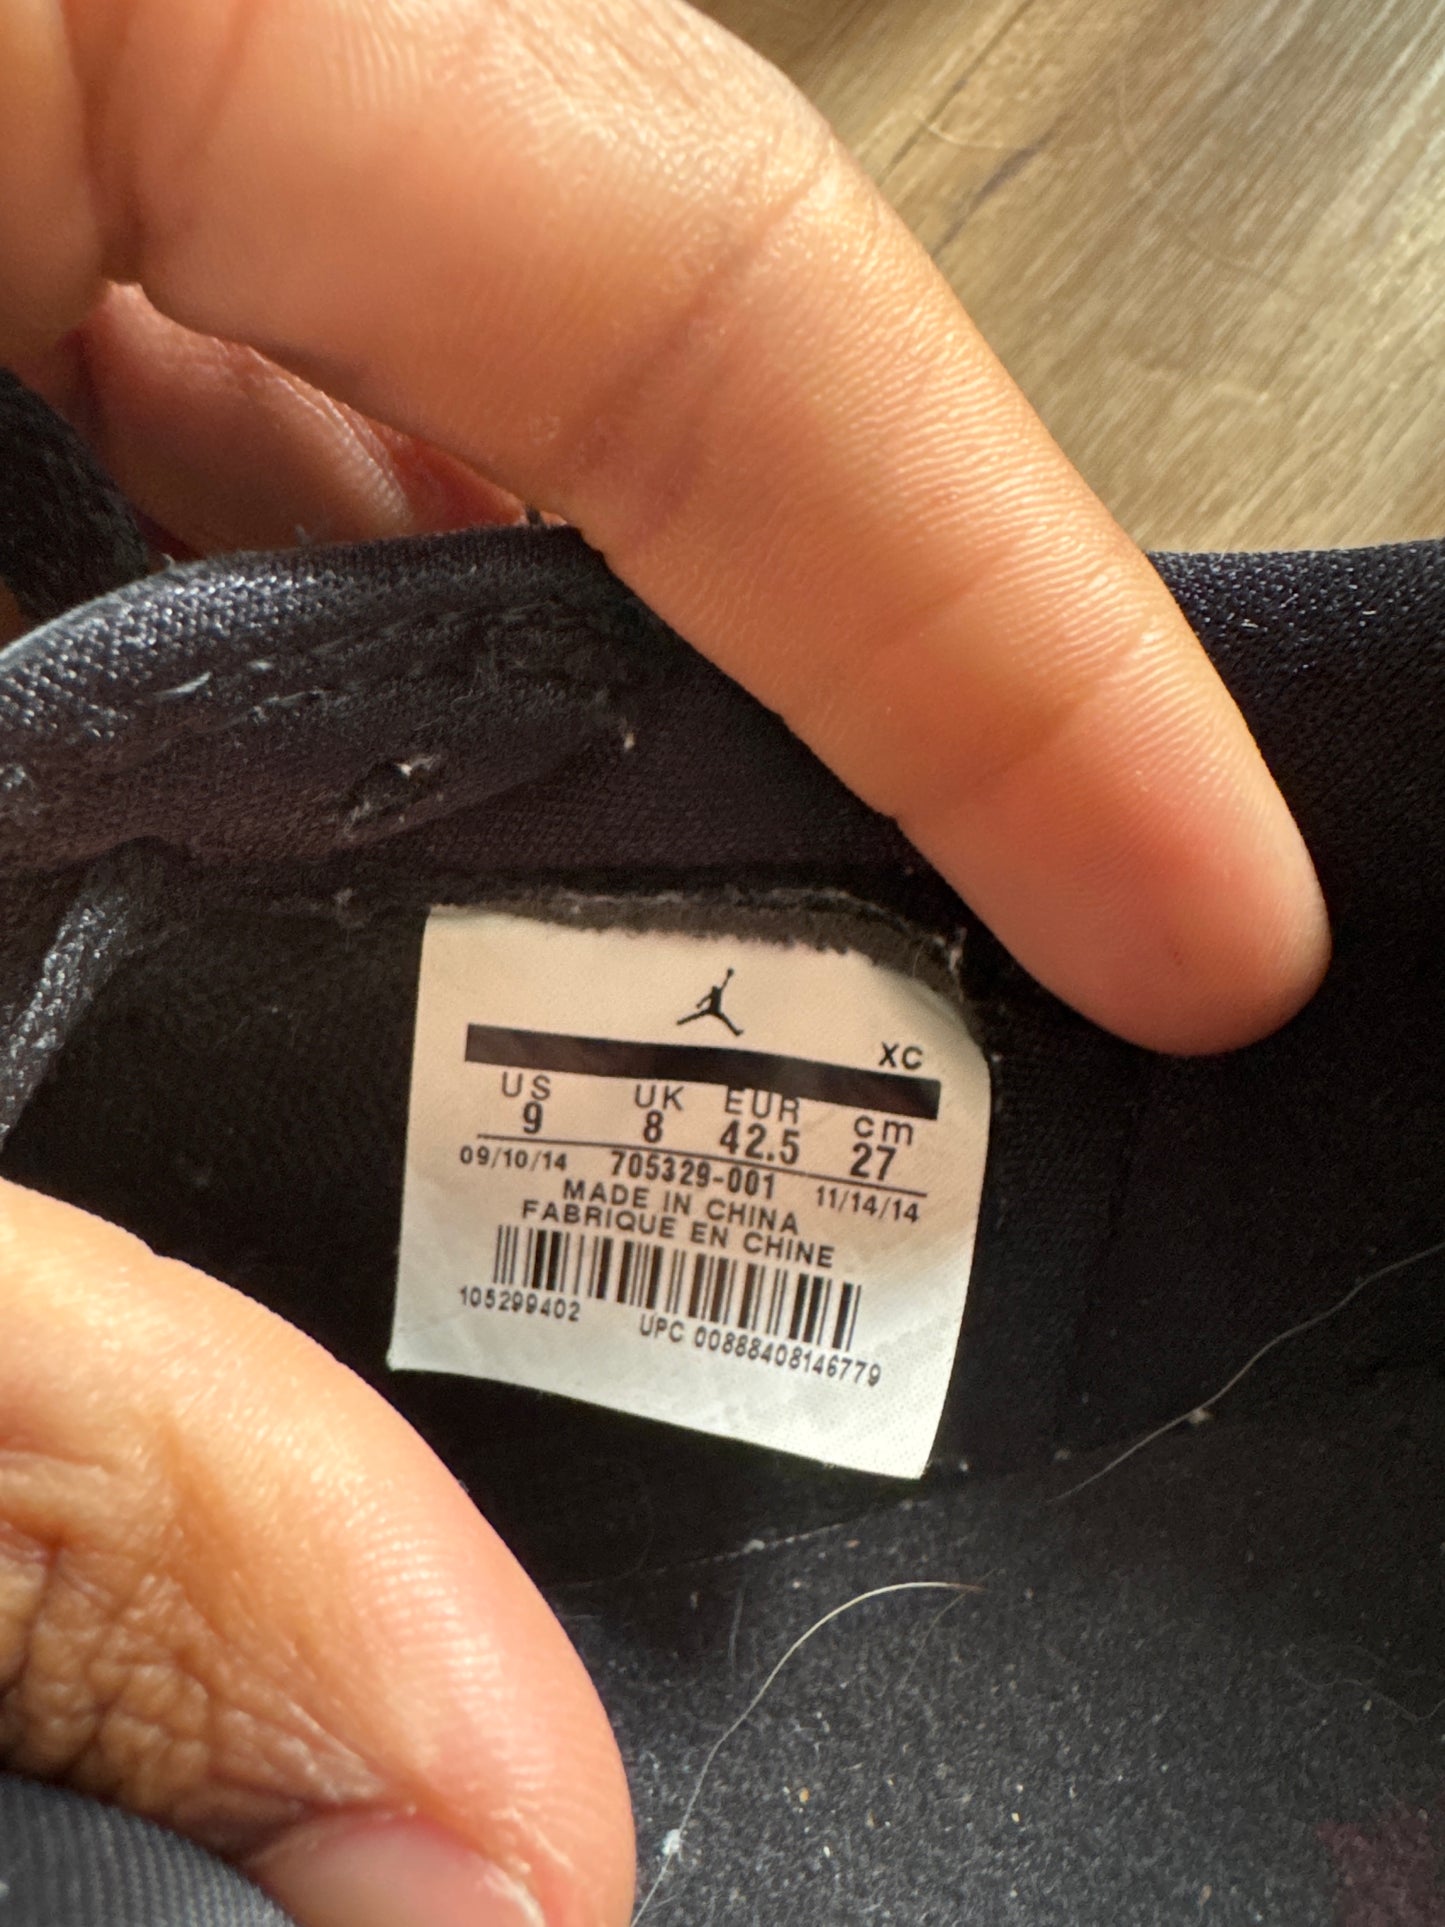 XC
US UK EUR cm
9 8 42.5 27
09/10/14 705329-001 11/14/14
MADE IN CHINA
FABRIQUE EN CHINE
105299402 UPC 00888408146779